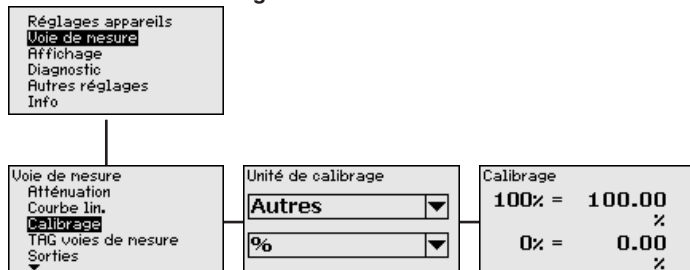 Réglages appareils
Voie de mesure
Affichage
Diagnostic
Autres réglages
Info
Voie de mesure
Atténuation
Courbe lin.
Calibrage
TAG voies de mesure
Sorties
Unité de calibrage
Autres
%
Calibrage
100% = 100.00
%
0% = 0.00
%